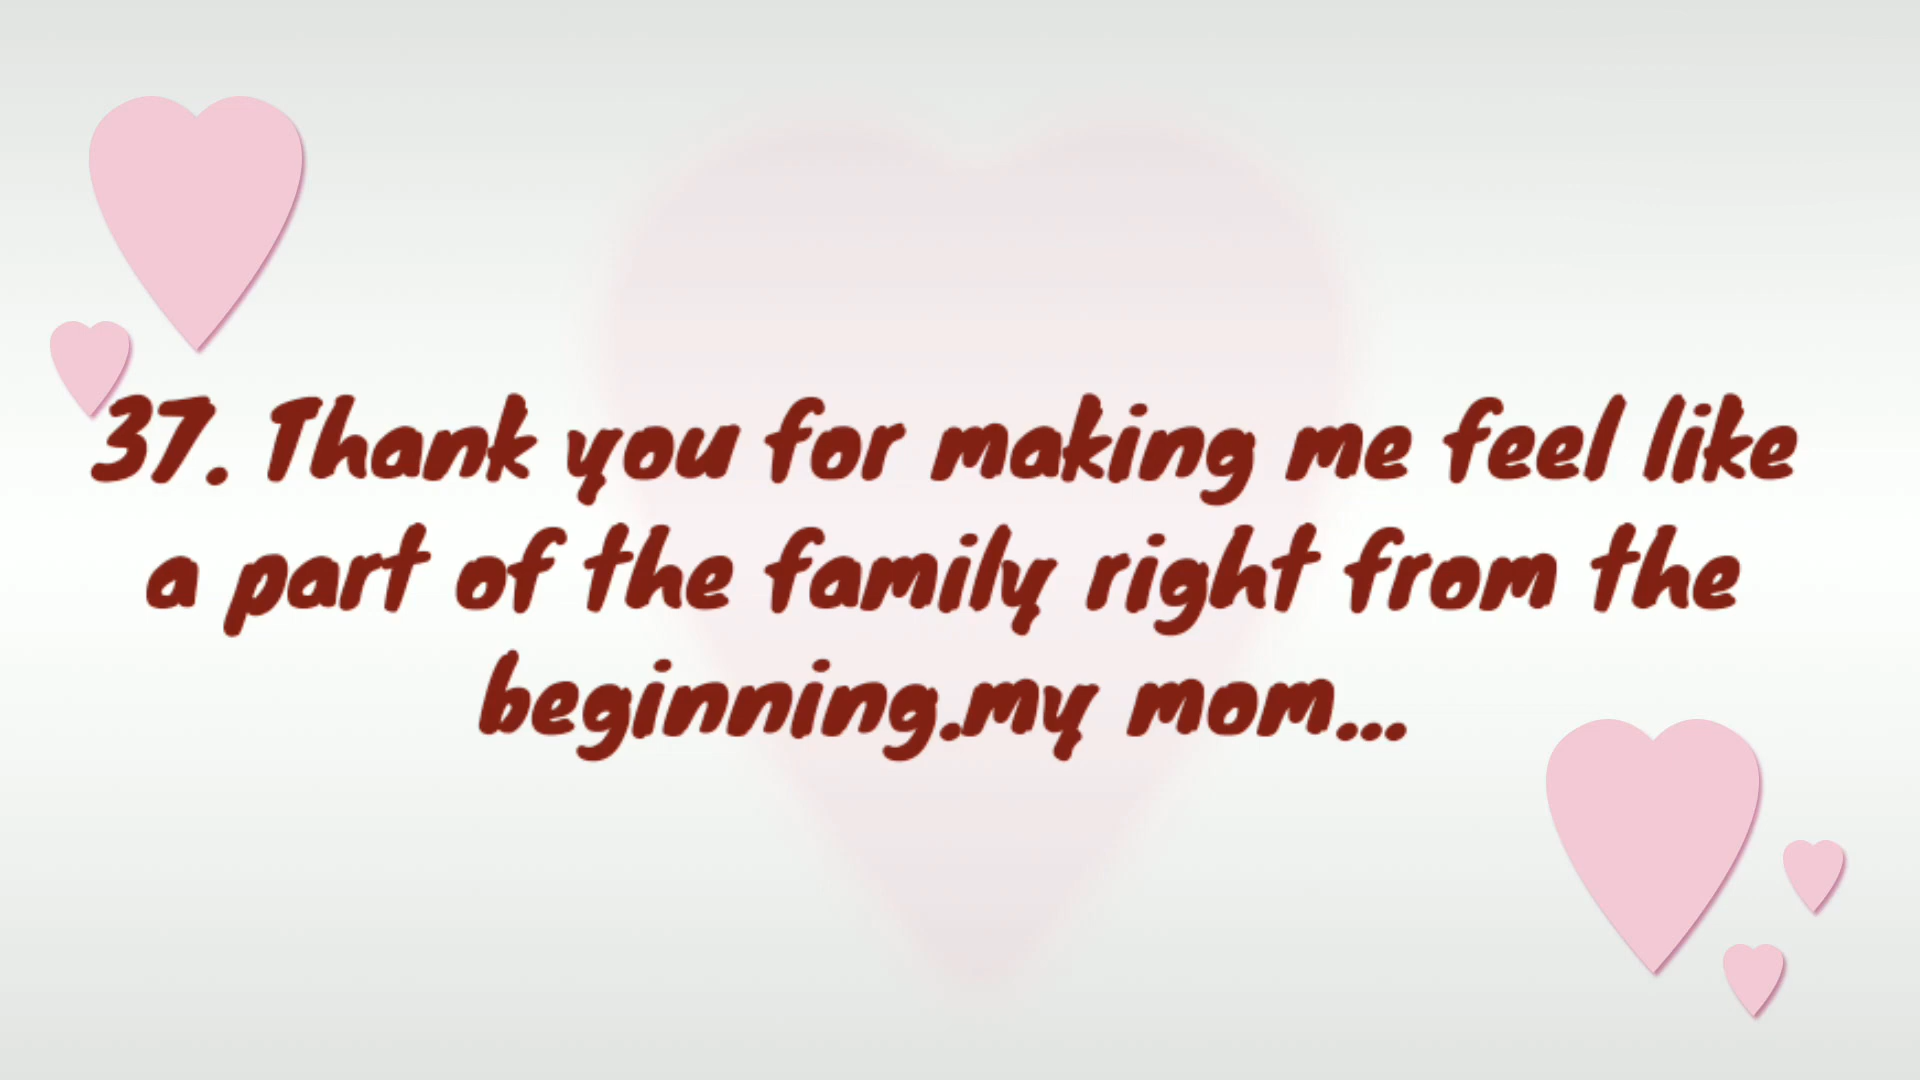 37. Thank you for making me feel like
a part of the family right from the
beginning.my mom...